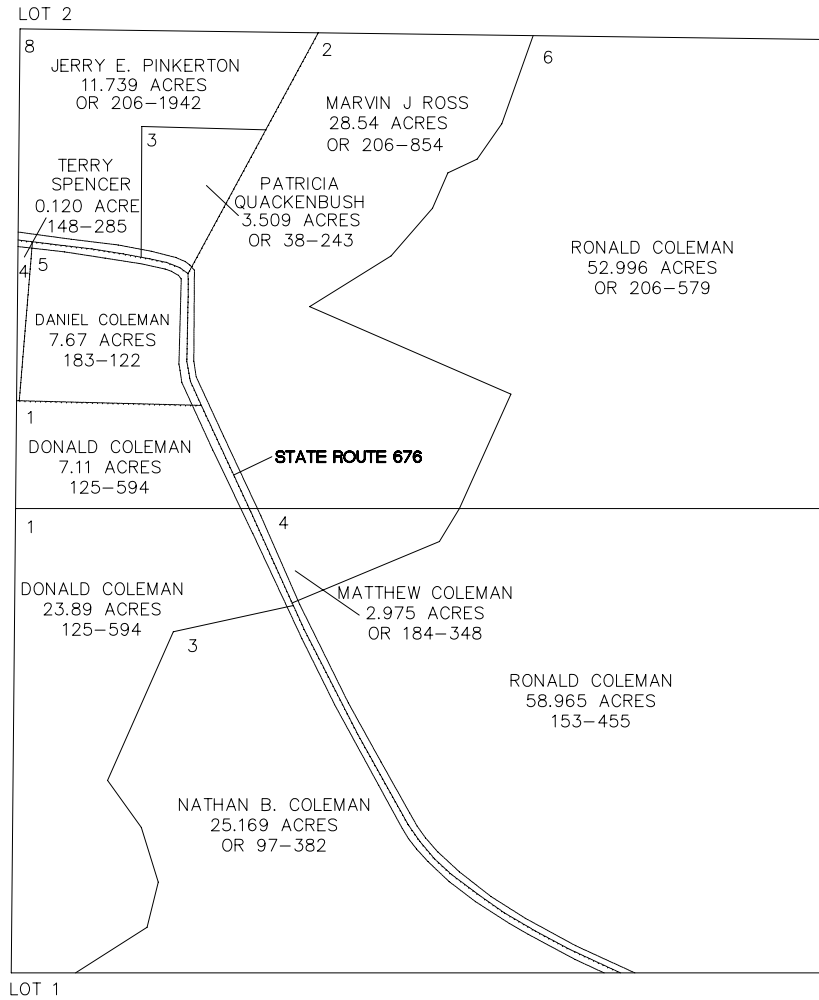 LOT 2
8
JERRY E. PINKERTON
11.739 ACRES
OR 206-1942
2
MARVIN J ROSS
28.54 ACRES
OR 206-854
6
3
TERRY
SPENCER
0.120 ACRE
148-285
PATRICIA
QUACKENBUSH
3.509 ACRES
OR 38-243
RONALD COLEMAN
52.996 ACRES
OR 206-579
4
5
DANIEL COLEMAN
7.67 ACRES
183-122
1
DONALD COLEMAN
7.11 ACRES
125-594
STATE ROUTE 676
1
4
DONALD COLEMAN
23.89 ACRES
125-594
MATTHEW COLEMAN
2.975 ACRES
OR 184-348
3
RONALD COLEMAN
58.965 ACRES
153-455
NATHAN B. COLEMAN
25.169 ACRES
OR 97-382
LOT 1